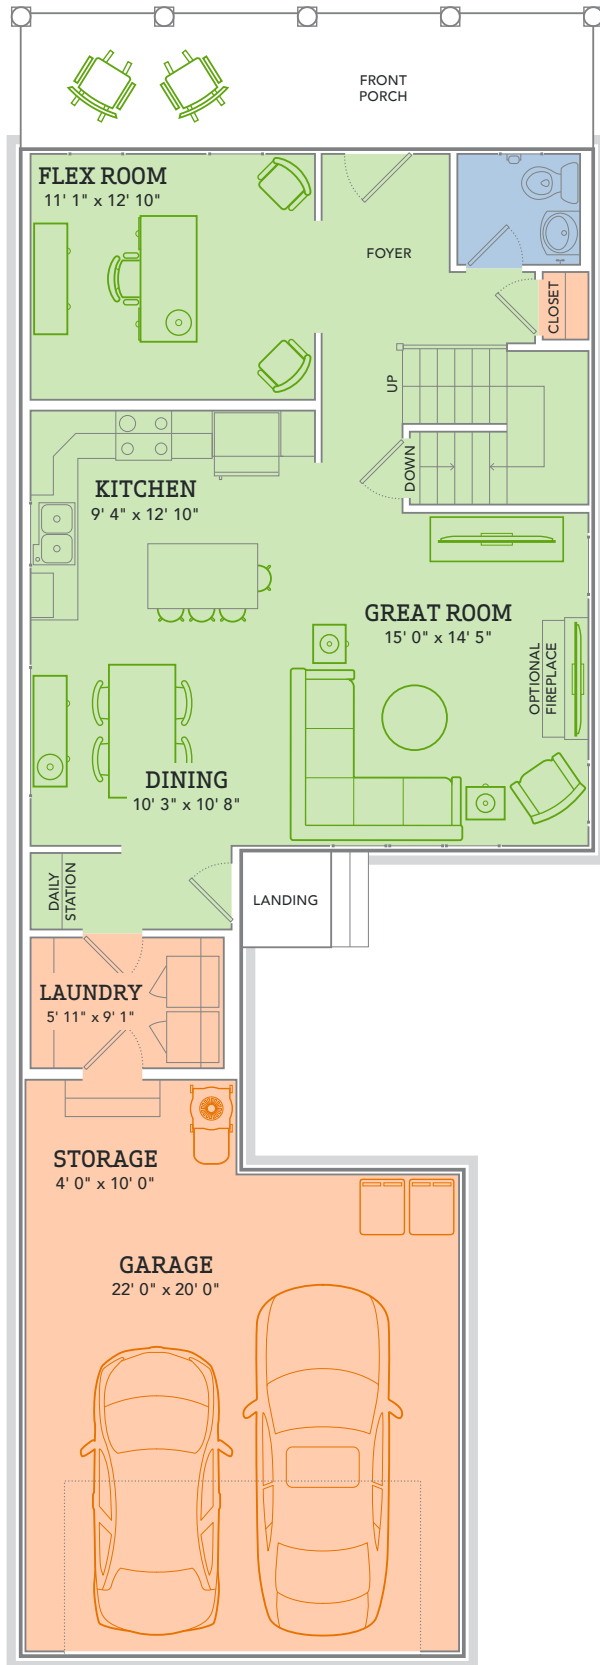 FRONT
PORCH
FLEX ROOM
11' 1" x 12' 10"
FOYER
CLOSET
UP
DOWN
KITCHEN
9' 4" x 12' 10"
GREAT ROOM
15' 0" x 14' 5"
OPTIONAL
FIREPLACE
DINING
10' 3" x 10' 8"
DAILY
STATION
LANDING
LAUNDRY
5' 11" x 9' 1"
STORAGE
4' 0" x 10' 0"
GARAGE
22' 0" x 20' 0"